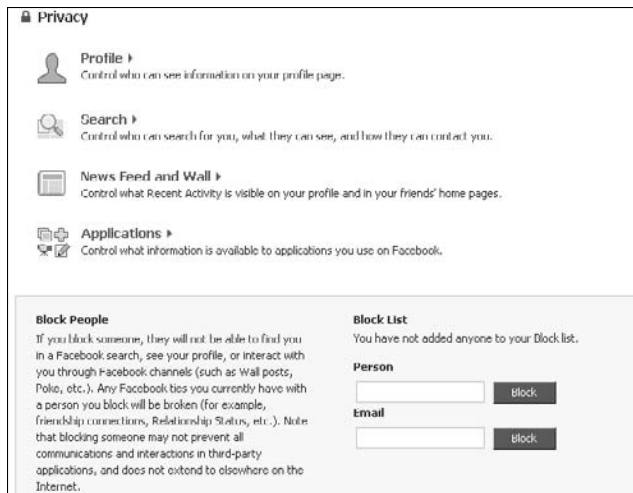 Privacy
Profile
Control who can see information on your profile page.
Search
Control who can search for you, what they can see, and how they can contact you.
News Feed and Wall
Control what Recent Activity is visible on your profile and in your friends' home pages.
Applications
Control what information is available to applications you use on Facebook.
Block People
If you block someone, they will not be able to find you
in a Facebook search, see your profile, or interact with
you through Facebook channels (such as Wall posts,
Poke, etc.). Any Facebook ties you currently have with
a person you block will be broken (for example,
friendship connections, Relationship Status, etc.). Note
that blocking someone may not prevent all
communications and interactions in third-party
applications, and does not extend to elsewhere on the
Internet.
Block List
You have not added anyone to your Block list.
Person
Block
Email
Block